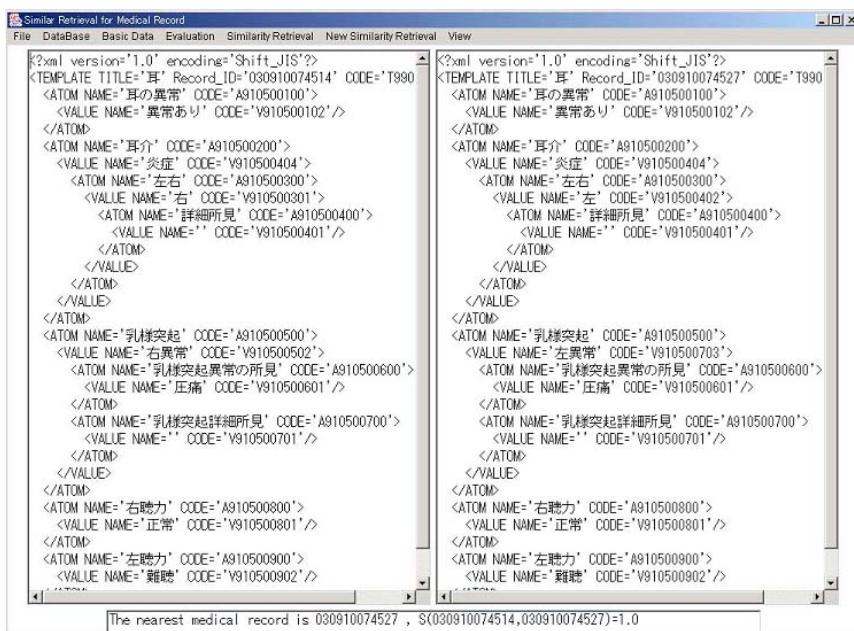 Similar Retrieval for Medical Record
File DataBase Basic Data Evaluation Similarity Retrieval New Similarity Retrieval View
<?xml version='1.0' encoding='Shift_JIS'?>
<TEMPLATE TITLE='耳' Record_ID='030910074514' CODE='T990
<ATOM NAME='耳の異常' CODE='A910500100'>
<VALUE NAME='異常あり' CODE='V910500102'/>
</ATOM>
<ATOM NAME='耳介' CODE='A910500200'>
<VALUE NAME='炎症' CODE='V910500404'>
<ATOM NAME='左右' CODE='A910500300'>
<VALUE NAME='右' CODE='V910500301'>
<ATOM NAME='詳細所見' CODE='A910500400'>
<VALUE NAME='' CODE='V910500401'/>
</ATOM>
</VALUE>
</ATOM>
</VALUE>
</ATOM>
<ATOM NAME='乳様突起' CODE='A910500500'>
<VALUE NAME='右異常' CODE='V910500502'>
<ATOM NAME='乳様突起異常の所見' CODE='A910500600'>
<VALUE NAME='圧痛' CODE='V910500601'/>
</ATOM>
<ATOM NAME='乳様突起詳細所見' CODE='A910500700'>
<VALUE NAME='' CODE='V910500701'/>
</ATOM>
</VALUE>
</ATOM>
<ATOM NAME='右聴力' CODE='A910500800'>
<VALUE NAME='正常' CODE='V910500801'/>
</ATOM>
<ATOM NAME='左聴力' CODE='A910500900'>
<VALUE NAME='難聴' CODE='V910500902'/>
<?xml version='1.0' encoding='Shift_JIS'?>
<TEMPLATE TITLE='耳' Record_ID='030910074527' CODE='T990
<ATOM NAME='耳の異常' CODE='A910500100'>
<VALUE NAME='異常あり' CODE='V910500102'/>
</ATOM>
<ATOM NAME='耳介' CODE='A910500200'>
<VALUE NAME='炎症' CODE='V910500404'>
<ATOM NAME='左右' CODE='A910500300'>
<VALUE NAME='左' CODE='V910500402'>
<ATOM NAME='詳細所見' CODE='A910500400'>
<VALUE NAME='' CODE='V910500401'/>
</ATOM>
</VALUE>
</ATOM>
</VALUE>
</ATOM>
<ATOM NAME='乳様突起' CODE='A910500500'>
<VALUE NAME='左異常' CODE='V910500703'>
<ATOM NAME='乳様突起異常の所見' CODE='A910500600'>
<VALUE NAME='圧痛' CODE='V910500601'/>
</ATOM>
<ATOM NAME='乳様突起詳細所見' CODE='A910500700'>
<VALUE NAME='' CODE='V910500701'/>
</ATOM>
</VALUE>
</ATOM>
<ATOM NAME='右聴力' CODE='A910500800'>
<VALUE NAME='正常' CODE='V910500801'/>
</ATOM>
<ATOM NAME='左聴力' CODE='A910500900'>
<VALUE NAME='難聴' CODE='V910500902'/>
The nearest medical record is 030910074527 , S(030910074514,030910074527)=1.0